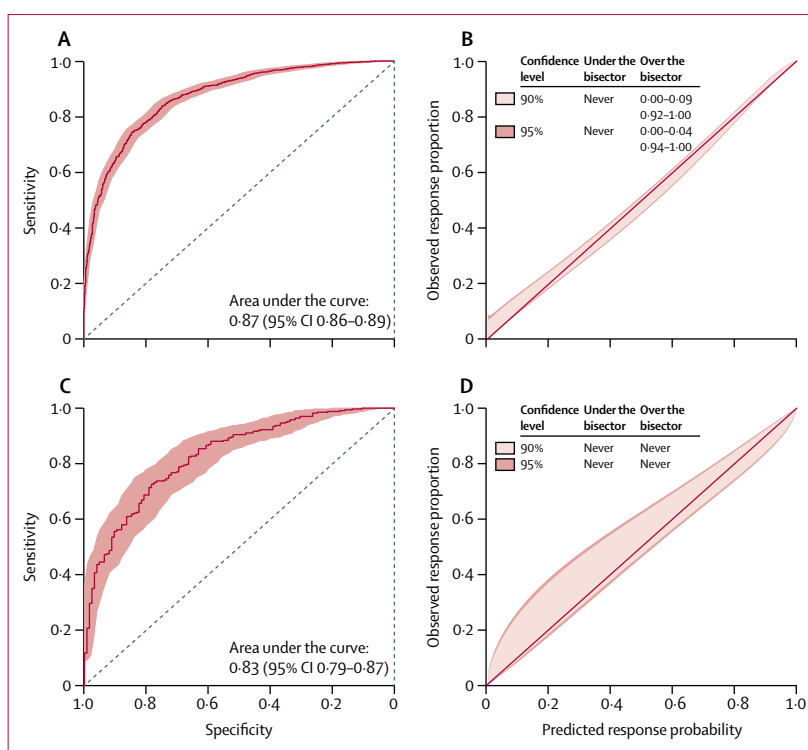 A
1·0
0·8
0·6
0·4
0·2
0
Sensitivity
Area under the curve:
0·87 (95% CI 0·86–0·89)
B
1·0
0·8
0·6
0·4
0·2
0
Observed response proportion
Confidence level Under the bisector Over the bisector
90% Never 0·00–0·09
0·92–1·00
95% Never 0·00–0·04
0·94–1·00
C
1·0
0·8
0·6
0·4
0·2
0
Sensitivity
Area under the curve:
0·83 (95% CI 0·79–0·87)
1·0 0·8 0·6 0·4 0·2 0
Specificity
D
1·0
0·8
0·6
0·4
0·2
0
Observed response proportion
Confidence level Under the bisector Over the bisector
90% Never Never
95% Never Never
0 0·2 0·4 0·6 0·8 1·0
Predicted response probability